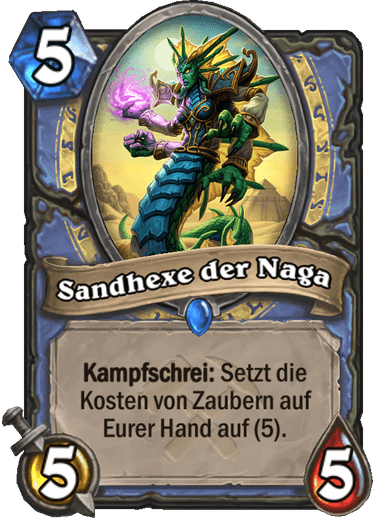 5
Sandhexe der Naga
Kampfschrei: Setzt die
Kosten von Zaubern auf
Eurer Hand auf (5).
5
5